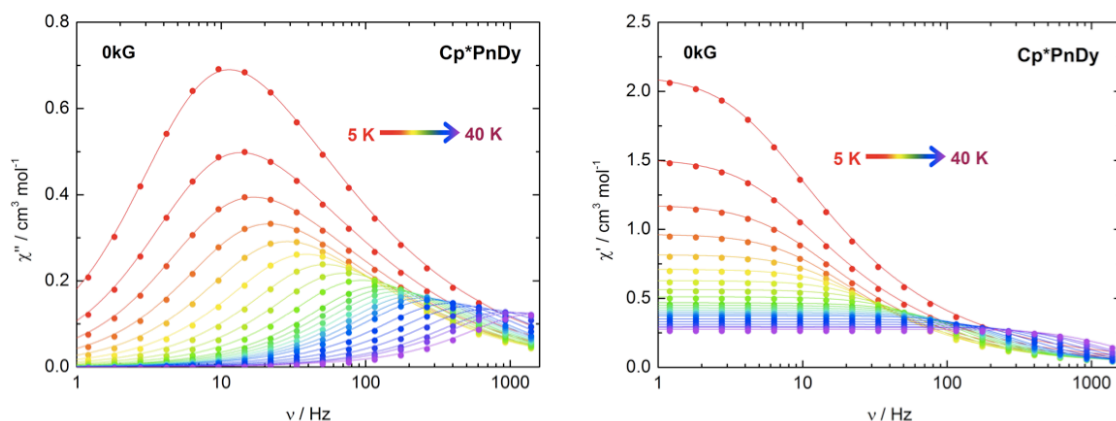 0kG
Cp*PnDy
5 K
40 K
0.8
0.6
0.4
0.2
0.0
χ'' / cm³ mol⁻¹
1
10
100
1000
ν / Hz
0kG
Cp*PnDy
5 K
40 K
2.5
2.0
1.5
1.0
0.5
0.0
χ' / cm³ mol⁻¹
1
10
100
1000
ν / Hz